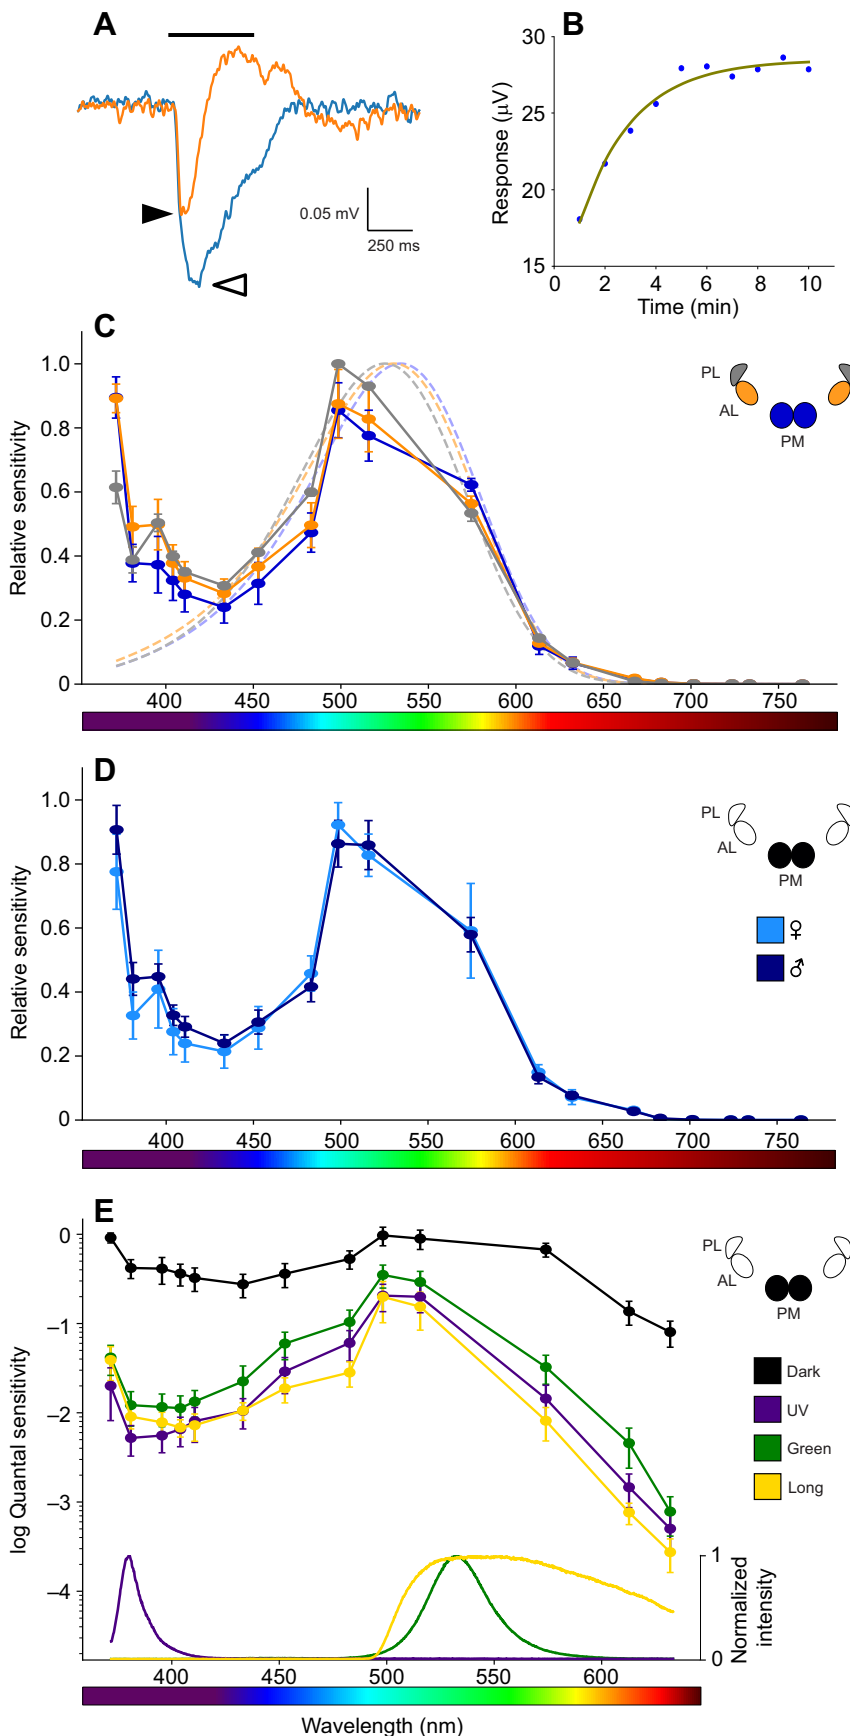 A
0.05 mV
250 ms
B
Response (μV)
30
25
20
15
0 2 4 6 8 10
Time (min)
C
Relative sensitivity
1.0
0.8
0.6
0.4
0.2
0
400 450 500 550 600 650 700 750
PL
AL
PM
D
Relative sensitivity
1.0
0.8
0.6
0.4
0.2
0
400 450 500 550 600 650 700 750
PL
AL
PM
♀
♂
E
log Quantal sensitivity
0
–1
–2
–3
–4
400 450 500 550 600
Wavelength (nm)
1
0
Normalized
intensity
PL
AL
PM
Dark
UV
Green
Long